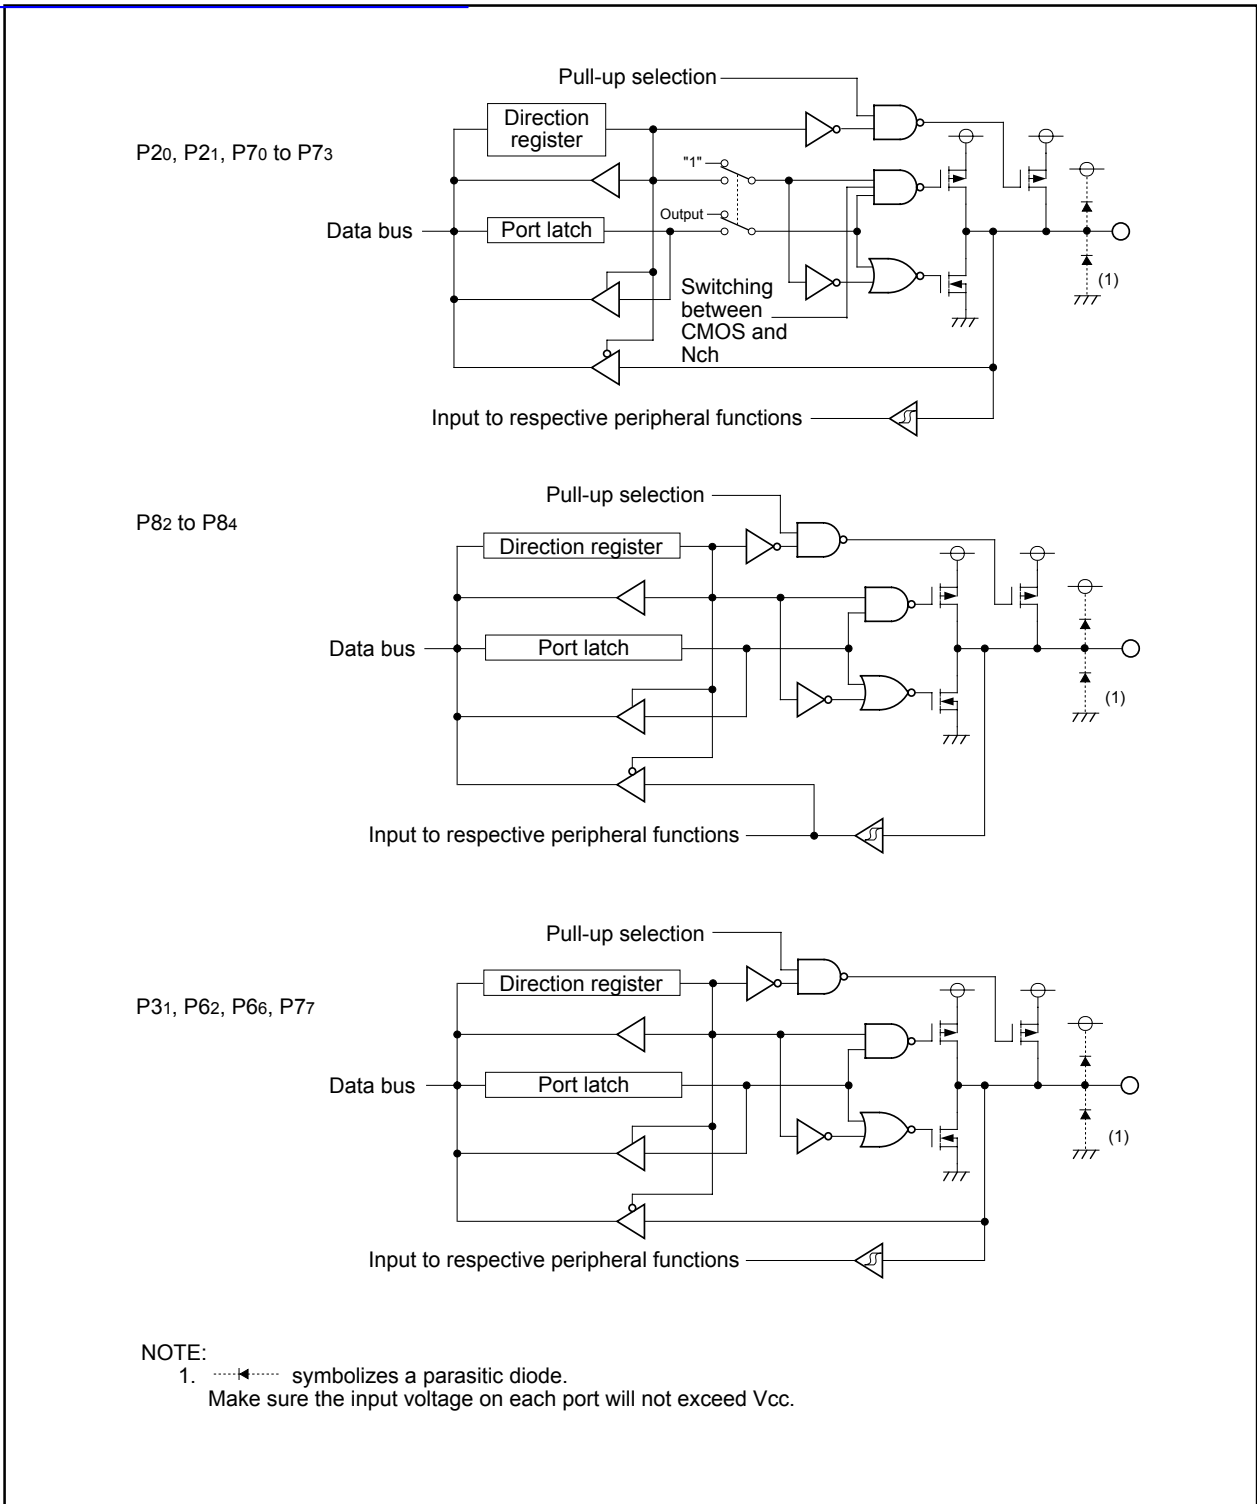 Pull-up selection
Direction
register
P20, P21, P70 to P73
"1"
Output
Data bus
Port latch
(1)
Switching
between
CMOS and
Nch
Input to respective peripheral functions
Pull-up selection
P82 to P84
Direction register
Data bus
Port latch
(1)
Input to respective peripheral functions
Pull-up selection
Direction register
P31, P62, P66, P77
Data bus
Port latch
(1)
Input to respective peripheral functions
NOTE:
1. symbolizes a parasitic diode.
Make sure the input voltage on each port will not exceed Vcc.